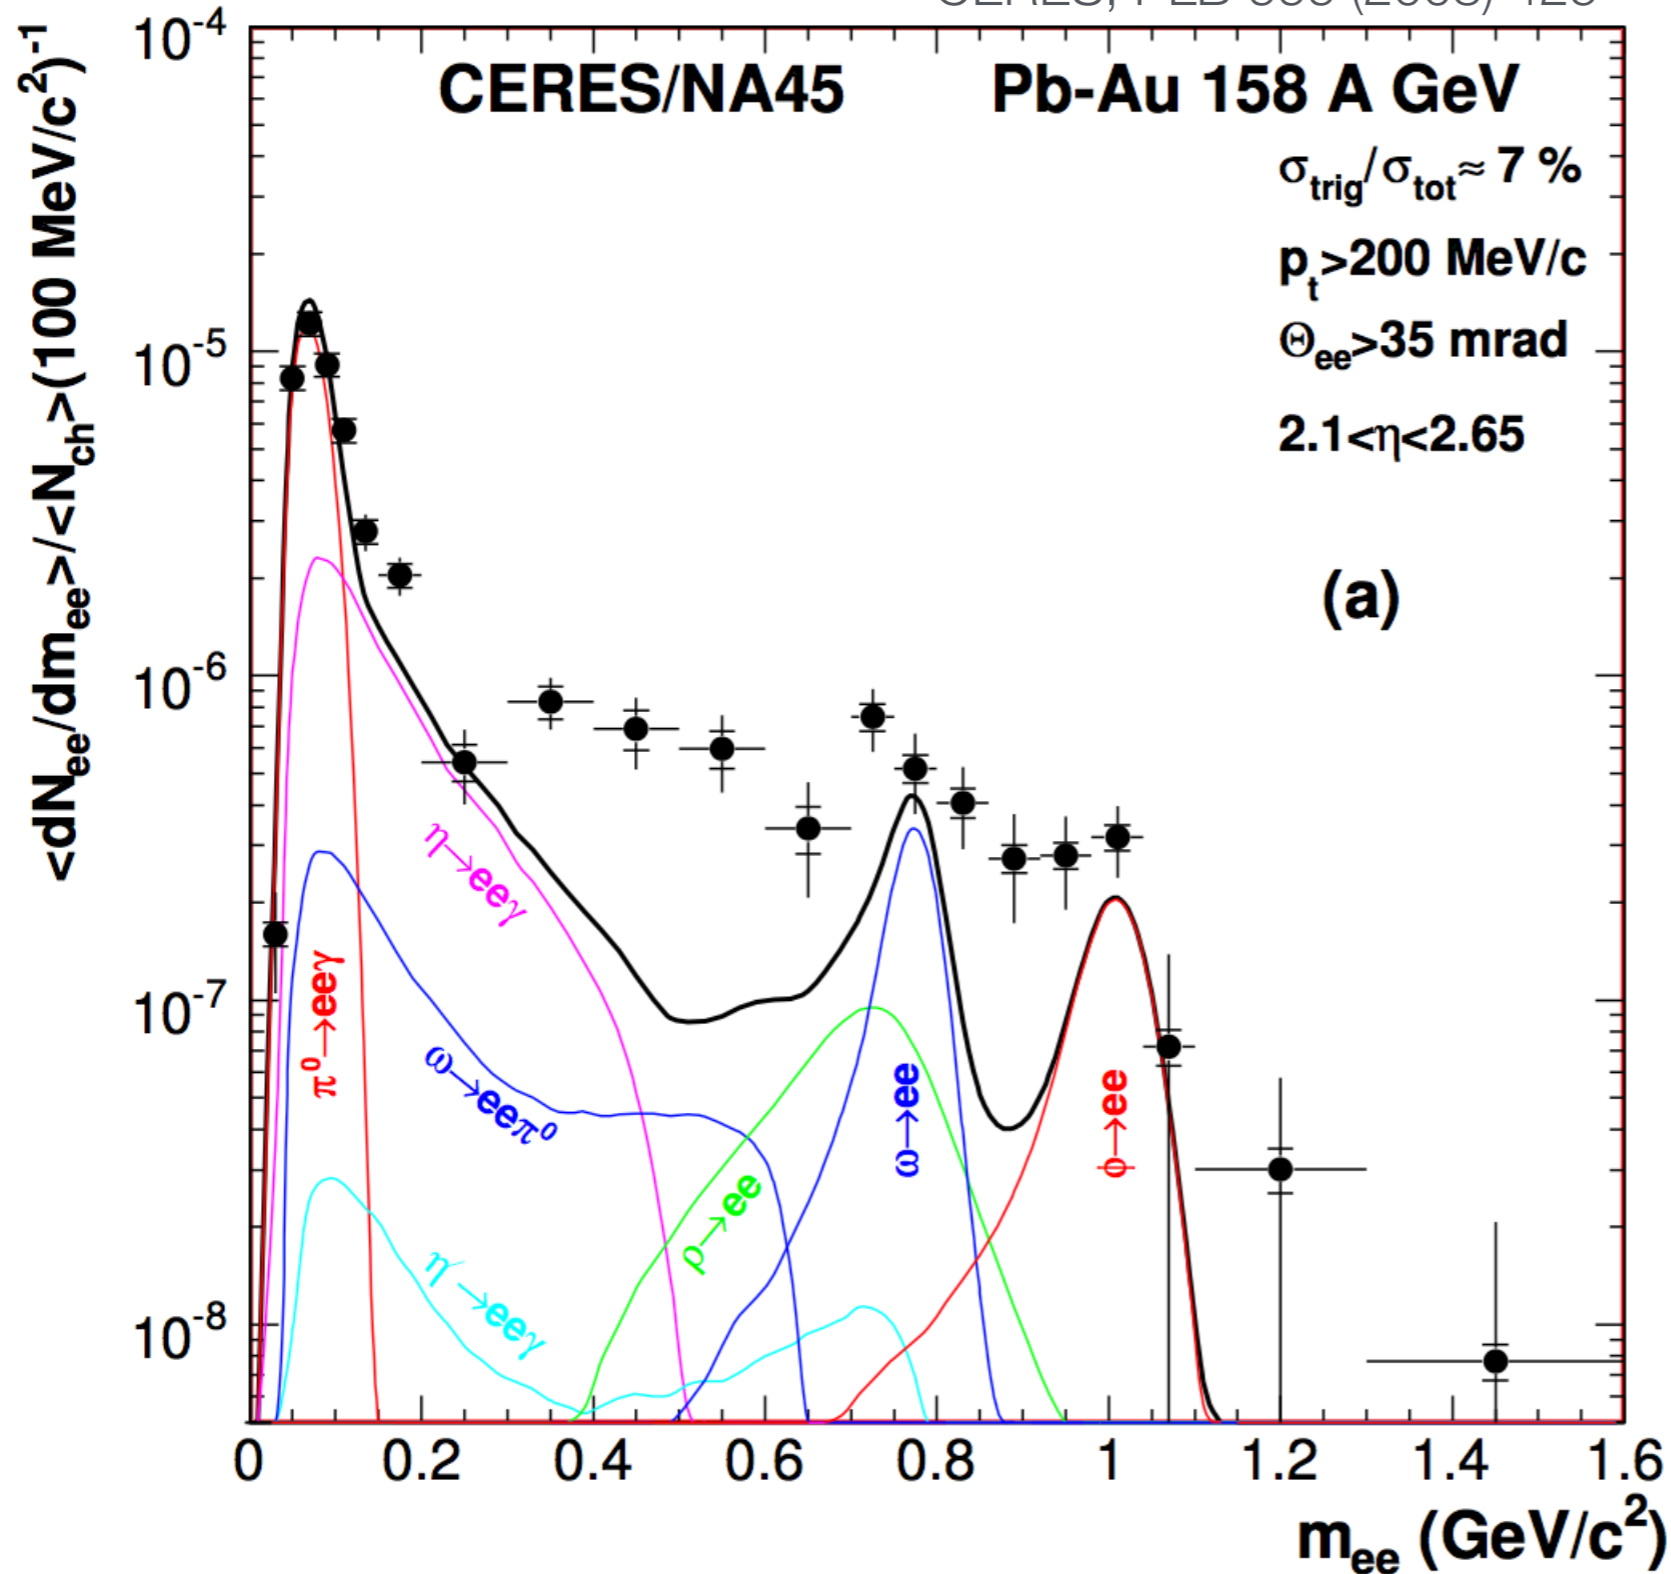 CERES/NA45 Pb-Au 158 A GeV
σtrig/σtot≈ 7 %
pt>200 MeV/c
Θee>35 mrad
2.1<η<2.65
(a)
<dNee/dmee>/<Nch>(100 MeV/c²)⁻¹
10⁻⁴
10⁻⁵
10⁻⁶
10⁻⁷
10⁻⁸
π⁰→eeγ
η→eeγ
ω→eeπ⁰
η′→eeγ
ρ→ee
ω→ee
ϕ→ee
0 0.2 0.4 0.6 0.8 1 1.2 1.4 1.6
mee (GeV/c²)